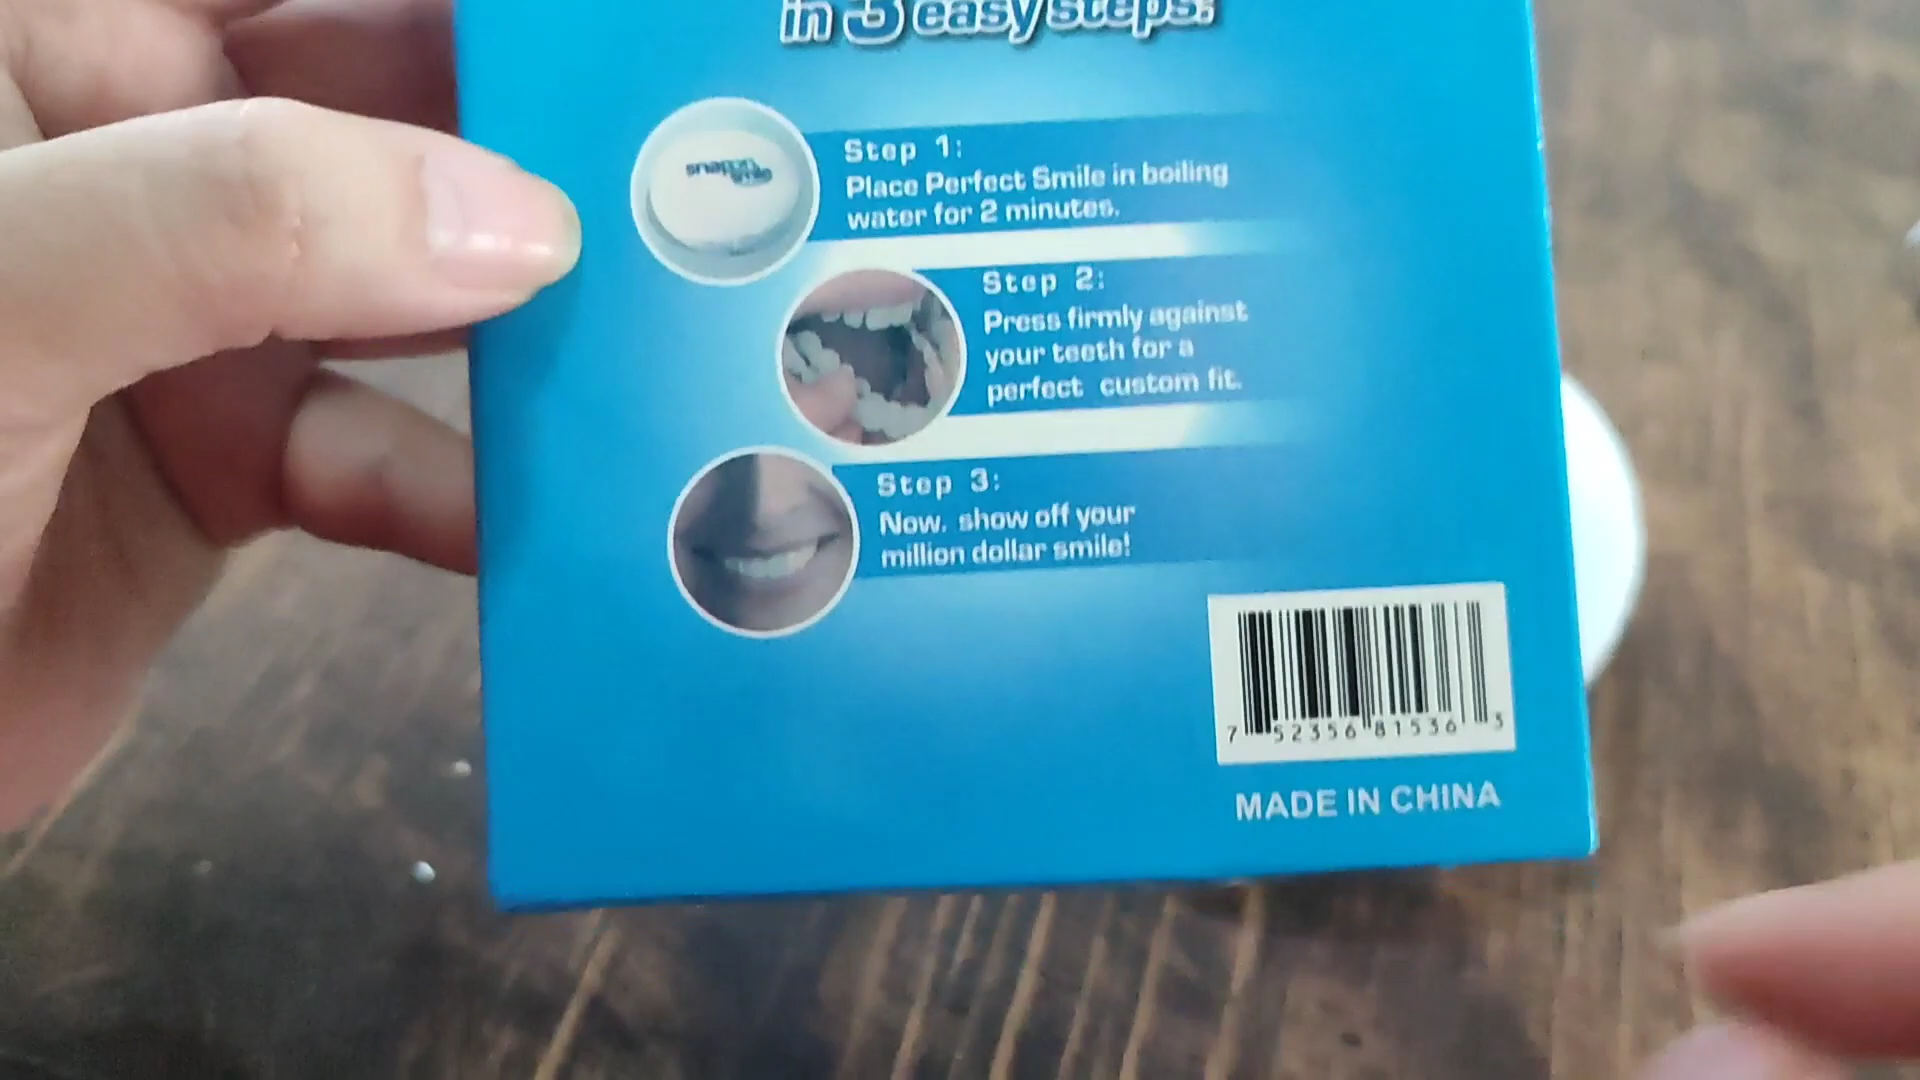 in 3 easy steps!
Step 1:
Place Perfect Smile in boiling
water for 2 minutes.
Step 2:
Press firmly against
your teeth for a
perfect custom fit.
Step 3:
Now. show off your
million dollar smile!
7 52356 81536 3
MADE IN CHINA